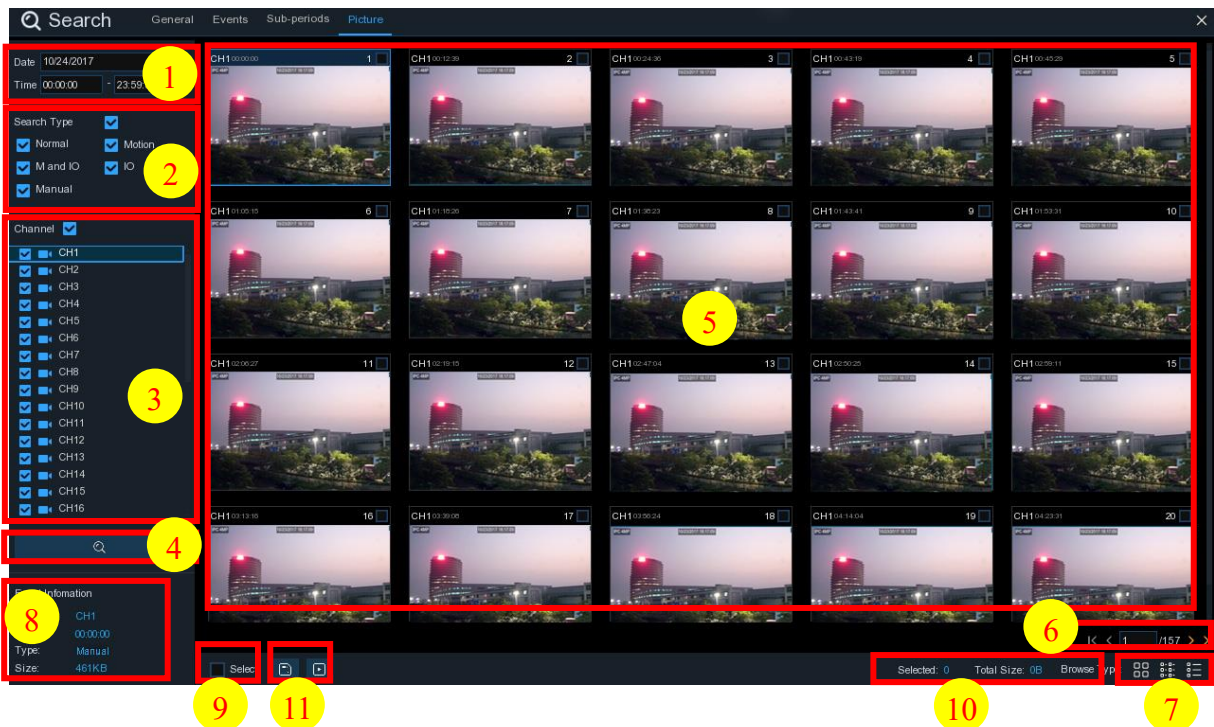 Search General Events Sub-periods Picture
Date 10/24/2017
Time 00:00:00 - 23:59:
1
Search Type
Normal Motion
M and IO IO
Manual
2
Channel
CH1
CH2
CH3
CH4
CH5
CH6
CH7
CH8
CH9
CH10
CH11
CH12
CH13
CH14
CH15
CH16
3
4
Infomation
CH1
00:00:00
Type: Manual
Size: 461KB
8
CH1 00:00:00 1
CH1 00:12:39 2
CH1 00:24:36 3
CH1 00:43:19 4
CH1 00:45:29 5
CH1 01:05:15 6
CH1 01:18:26 7
CH1 01:38:23 8
CH1 01:43:41 9
CH1 01:53:31 10
5
CH1 02:06:27 11
CH1 02:19:15 12
CH1 02:47:04 13
CH1 02:50:25 14
CH1 02:59:11 15
CH1 03:13:18 16
CH1 03:39:08 17
CH1 03:56:24 18
CH1 04:14:04 19
CH1 04:23:31 20
6
1 /157
Selec
Selected: 0 Total Size: 0B Browse Typ
9
11
10
7